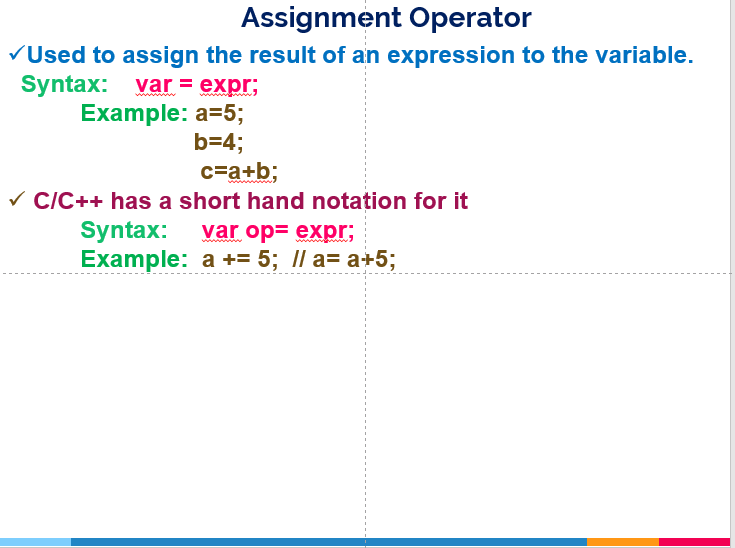 Assignment Operator
✓Used to assign the result of an expression to the variable.
Syntax: var = expr;
Example: a=5;
b=4;
c=a+b;
✓ C/C++ has a short hand notation for it
Syntax: var op= expr;
Example: a += 5; // a= a+5;